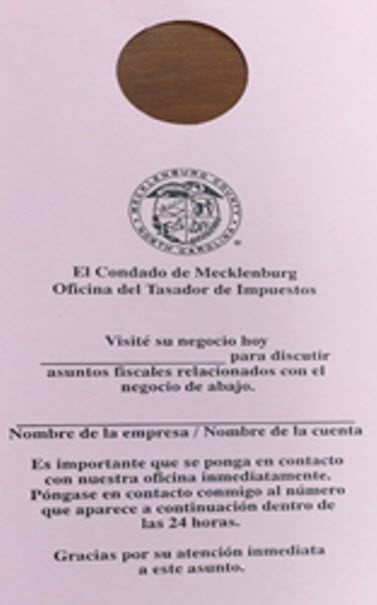 MECKLENBURG COUNTY
NORTH CAROLINA
El Condado de Mecklenburg
Oficina del Tasador de Impuestos
Visité su negocio hoy
____________________ para discutir
asuntos fiscales relacionados con el
negocio de abajo.
Nombre de la empresa / Nombre de la cuenta
Es importante que se ponga en contacto
con nuestra oficina inmediatamente.
Póngase en contacto conmigo al número
que aparece a continuación dentro de
las 24 horas.
Gracias por su atención inmediata
a este asunto.